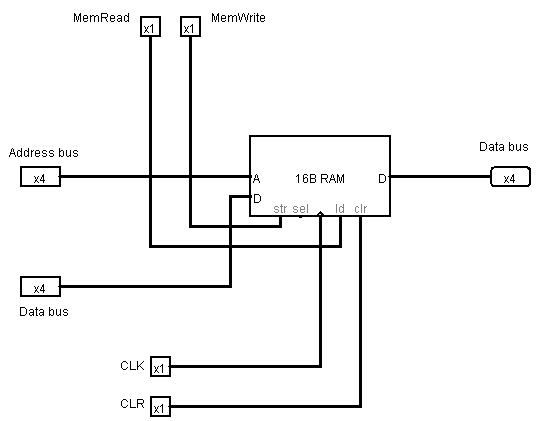 MemRead
MemWrite
x1
x1
Address bus
x4
A
16B RAM
D
Data bus
x4
D
str sel ld clr
x4
Data bus
CLK
x1
CLR
x1